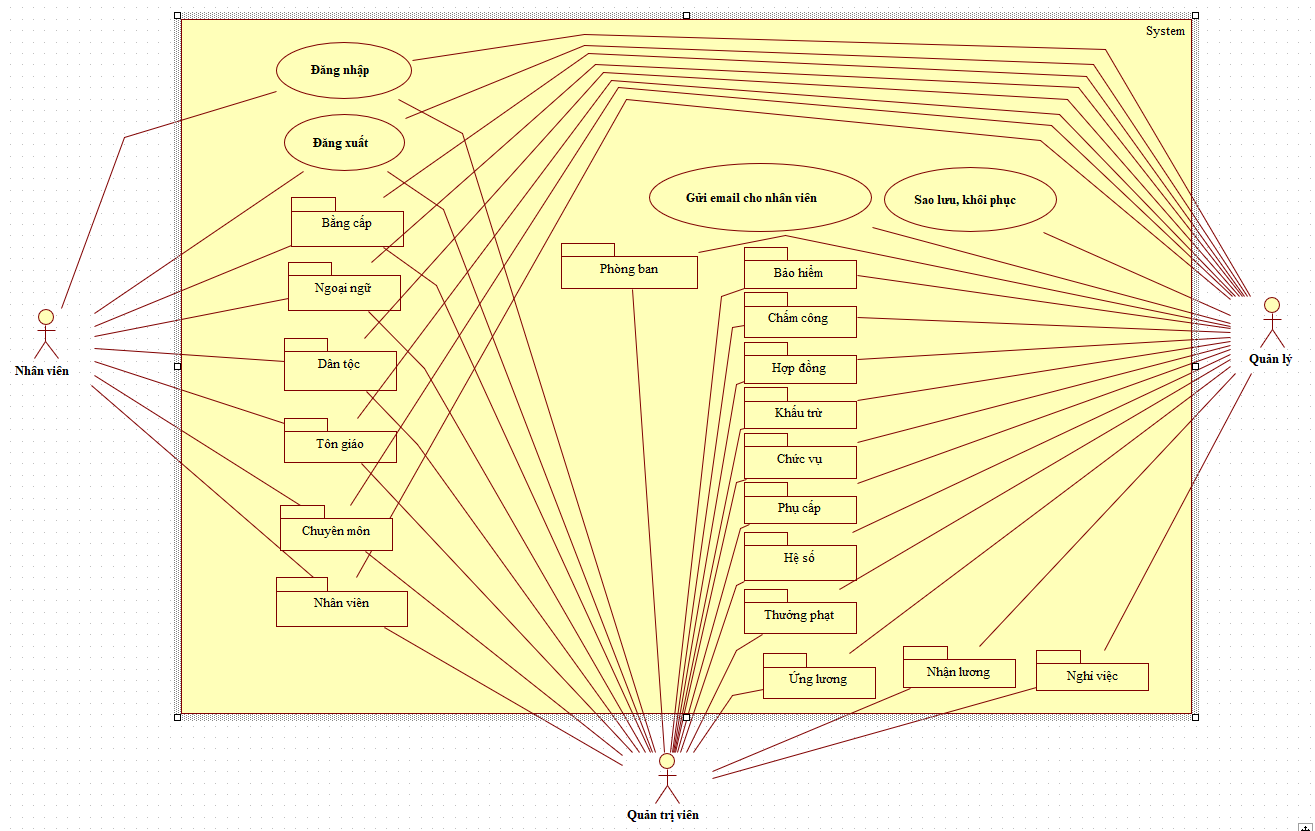 System
Đăng nhập
Đăng xuất
Gửi email cho nhân viên
Sao lưu, khôi phục
Bằng cấp
Phòng ban
Bảo hiểm
Ngoại ngữ
Chấm công
Dân tộc
Hợp đồng
Nhân viên
Quản lý
Khấu trừ
Tôn giáo
Chức vụ
Phụ cấp
Chuyên môn
Hệ số
Nhân viên
Thưởng phạt
Ứng lương
Nhận lương
Nghỉ việc
Quản trị viên